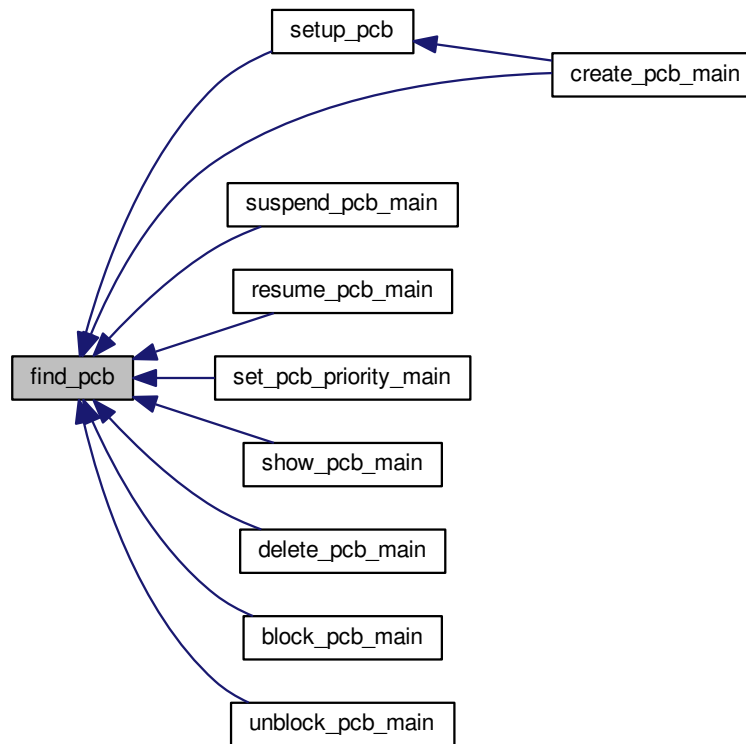 setup_pcb
create_pcb_main
suspend_pcb_main
resume_pcb_main
find_pcb
set_pcb_priority_main
show_pcb_main
delete_pcb_main
block_pcb_main
unblock_pcb_main